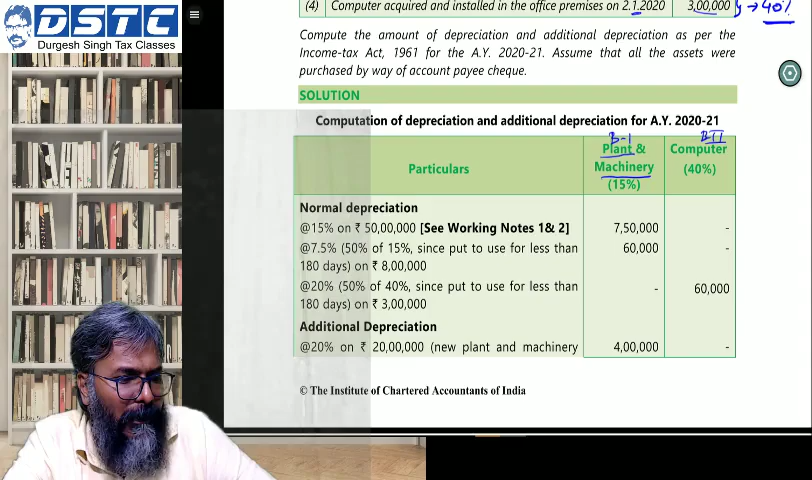 DSTC
Durgesh Singh Tax Classes
(4) Computer acquired and installed in the office premises on 2.1.2020 3,00,000 → 40%
Compute the amount of depreciation and additional depreciation as per the
Income-tax Act, 1961 for the A.Y. 2020-21. Assume that all the assets were
purchased by way of account payee cheque.
SOLUTION
Computation of depreciation and additional depreciation for A.Y. 2020-21
B-I B-II
Particulars Plant & Machinery (15%) Computer (40%)
Normal depreciation
@15% on ₹ 50,00,000 [See Working Notes 1& 2] 7,50,000 -
@7.5% (50% of 15%, since put to use for less than 60,000 -
180 days) on ₹ 8,00,000
@20% (50% of 40%, since put to use for less than - 60,000
180 days) on ₹ 3,00,000
Additional Depreciation
@20% on ₹ 20,00,000 (new plant and machinery 4,00,000 -
© The Institute of Chartered Accountants of India